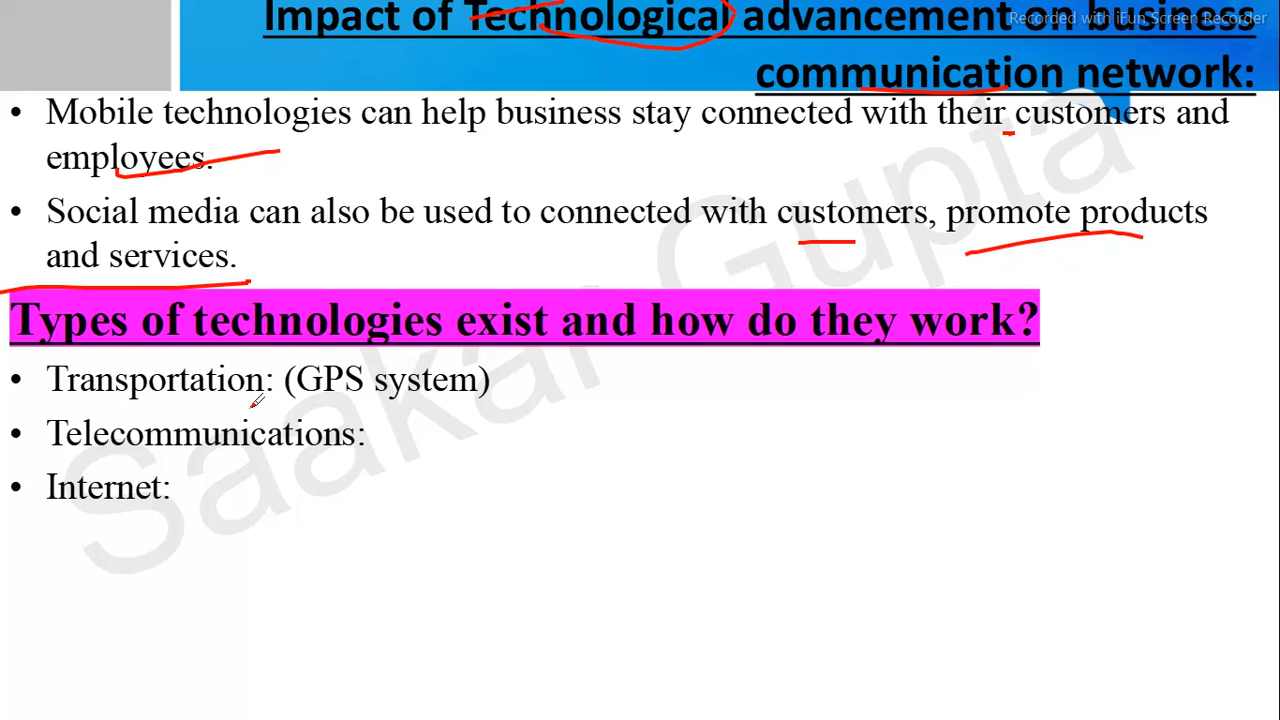 Impact of Technological advancement on business
Recorded with iFun Screen Recorder
communication network:
• Mobile technologies can help business stay connected with their customers and
employees.
• Social media can also be used to connected with customers, promote products
and services.
Types of technologies exist and how do they work?
• Transportation: (GPS system)
• Telecommunications:
• Internet:
Saakar Gupta